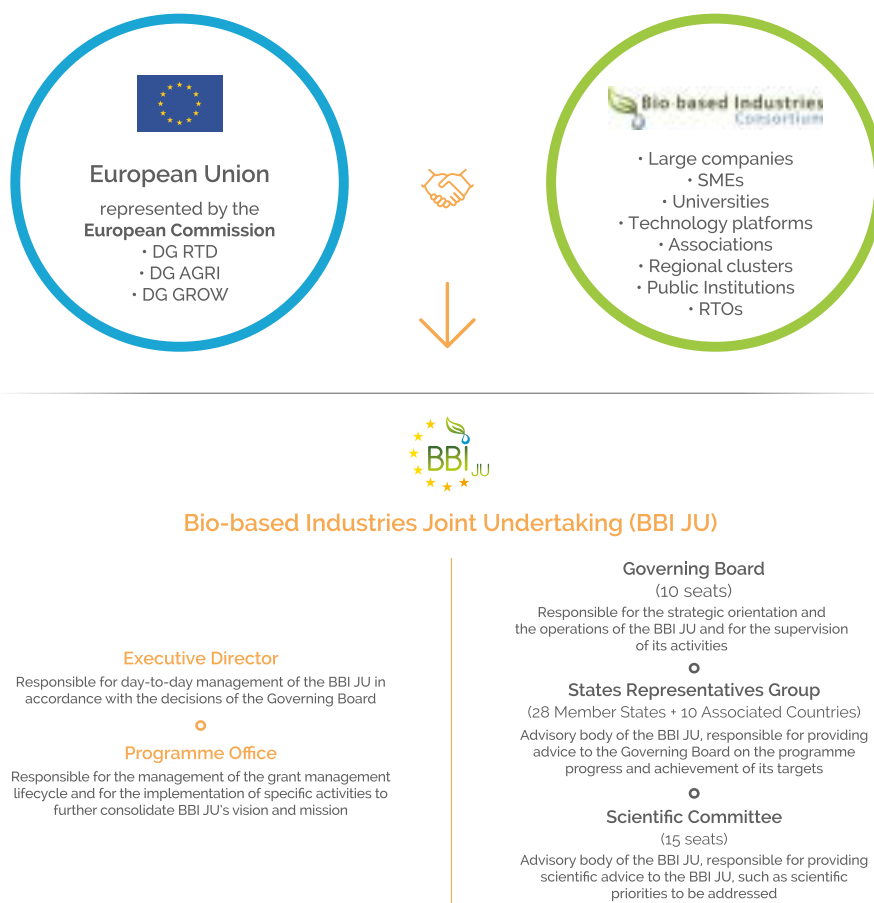 European Union
represented by the
European Commission
• DG RTD
• DG AGRI
• DG GROW
Bio-based Industries
Consortium
• Large companies
• SMEs
• Universities
• Technology platforms
• Associations
• Regional clusters
• Public Institutions
• RTOs
BBI JU
Bio-based Industries Joint Undertaking (BBI JU)
Executive Director
Responsible for day-to-day management of the BBI JU in
accordance with the decisions of the Governing Board
Programme Office
Responsible for the management of the grant management
lifecycle and for the implementation of specific activities to
further consolidate BBI JU's vision and mission
Governing Board
(10 seats)
Responsible for the strategic orientation and
the operations of the BBI JU and for the supervision
of its activities
States Representatives Group
(28 Member States + 10 Associated Countries)
Advisory body of the BBI JU, responsible for providing
advice to the Governing Board on the programme
progress and achievement of its targets
Scientific Committee
(15 seats)
Advisory body of the BBI JU, responsible for providing
scientific advice to the BBI JU, such as scientific
priorities to be addressed